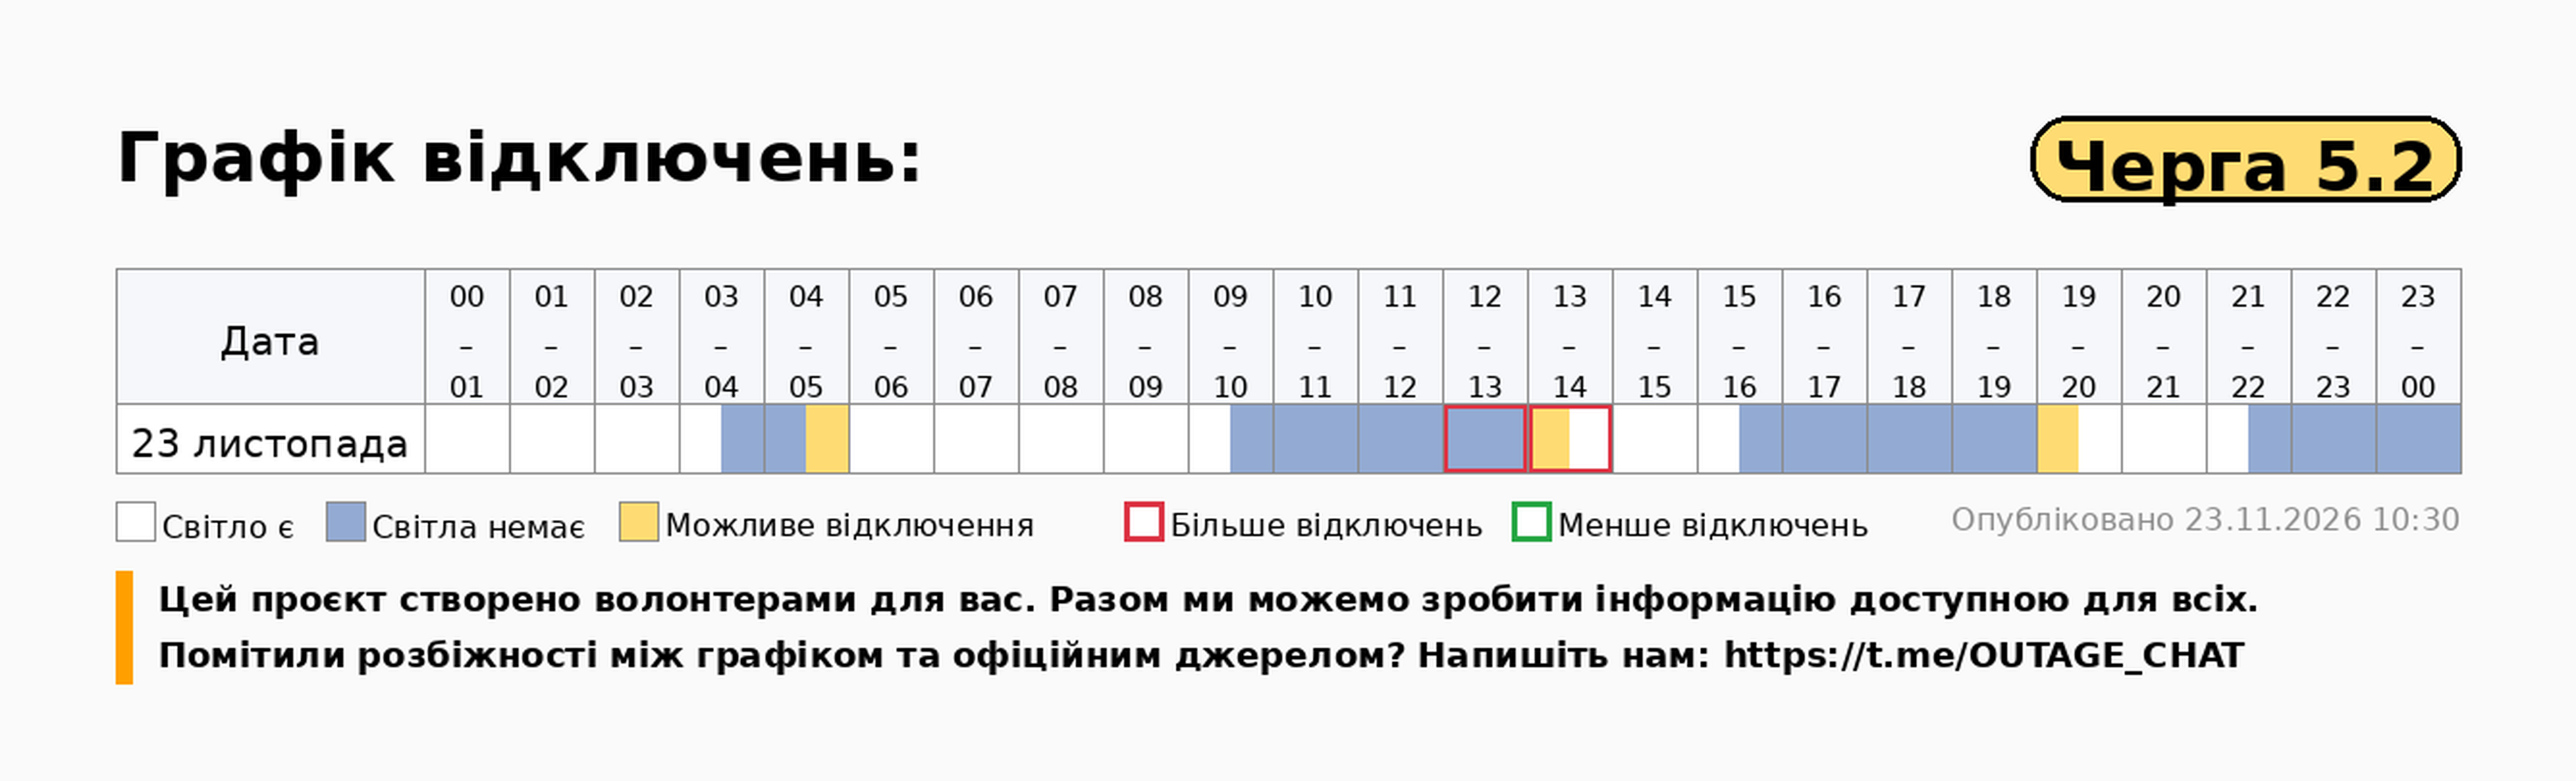 Графік відключень:
Черга 5.2
Дата 00 – 01 01 – 02 02 – 03 03 – 04 04 – 05 05 – 06 06 – 07 07 – 08 08 – 09 09 – 10 10 – 11 11 – 12 12 – 13 13 – 14 14 – 15 15 – 16 16 – 17 17 – 18 18 – 19 19 – 20 20 – 21 21 – 22 22 – 23 23 – 00
23 листопада
Світло є Світла немає Можливе відключення Більше відключень Менше відключень Опубліковано 23.11.2026 10:30
Цей проєкт створено волонтерами для вас. Разом ми можемо зробити інформацію доступною для всіх.
Помітили розбіжності між графіком та офіційним джерелом? Напишіть нам: https://t.me/OUTAGE_CHAT